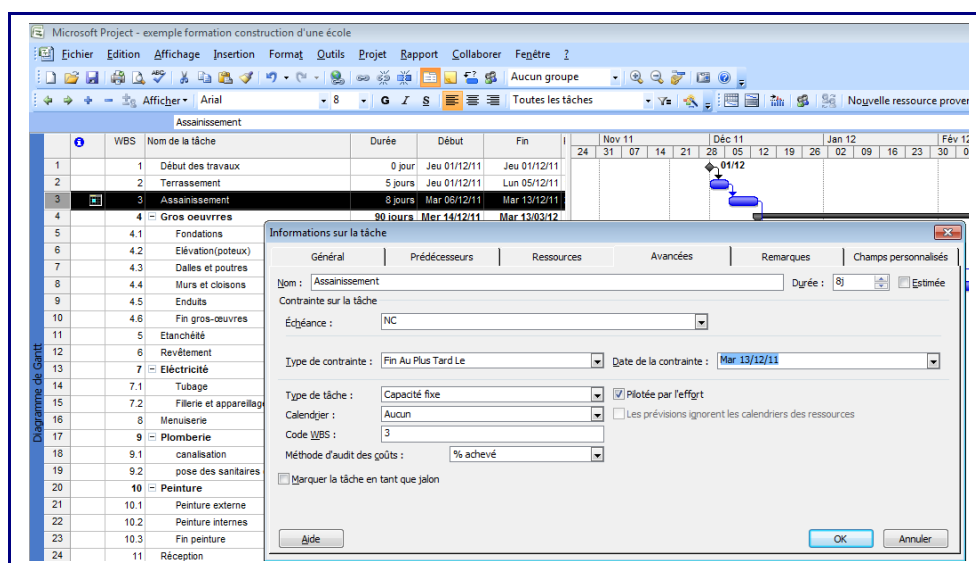 Microsoft Project - exemple formation construction d'une école
Fichier Edition Affichage Insertion Format Outils Projet Rapport Collaborer Fenêtre ?
Aucun groupe
Afficher Arial 8 G I S Toutes les tâches Nouvelle ressource prover
Assainissement
WBS Nom de la tâche Durée Début Fin Nov 11 Déc 11 Jan 12 Fév 12
24 31 07 14 21 28 05 12 19 26 02 09 16 23 30 0
1 1 Début des travaux 0 jour Jeu 01/12/11 Jeu 01/12/11 01/12
2 2 Terrassement 5 jours Jeu 01/12/11 Lun 05/12/11
3 3 Assainissement 8 jours Mar 06/12/11 Mar 13/12/11
4 4 Gros oeuvrres 90 jours Mer 14/12/11 Mar 13/03/12
5 4.1 Fondations
6 4.2 Elévation(poteux)
7 4.3 Dalles et poutres
8 4.4 Murs et cloisons
9 4.5 Enduits
10 4.6 Fin gros-œuvres
11 5 Etanchéité
12 6 Revêtement
13 7 Eléctricité
14 7.1 Tubage
15 7.2 Fillerie et appareillag
16 8 Menuiserie
17 9 Plomberie
18 9.1 canalisation
19 9.2 pose des sanitaires
20 10 Peinture
21 10.1 Peinture externe
22 10.2 Peinture internes
23 10.3 Fin peinture
24 11 Réception
Diagramme de Gantt
Informations sur la tâche
Général Prédécesseurs Ressources Avancées Remarques Champs personnalisés
Nom : Assainissement Durée : 8j Estimée
Contrainte sur la tâche
Échéance : NC
Type de contrainte : Fin Au Plus Tard Le Date de la contrainte : Mar 13/12/11
Type de tâche : Capacité fixe Pilotée par l'effort
Calendrier : Aucun Les prévisions ignorent les calendriers des ressources
Code WBS : 3
Méthode d'audit des coûts : % achevé
Marquer la tâche en tant que jalon
Aide OK Annuler